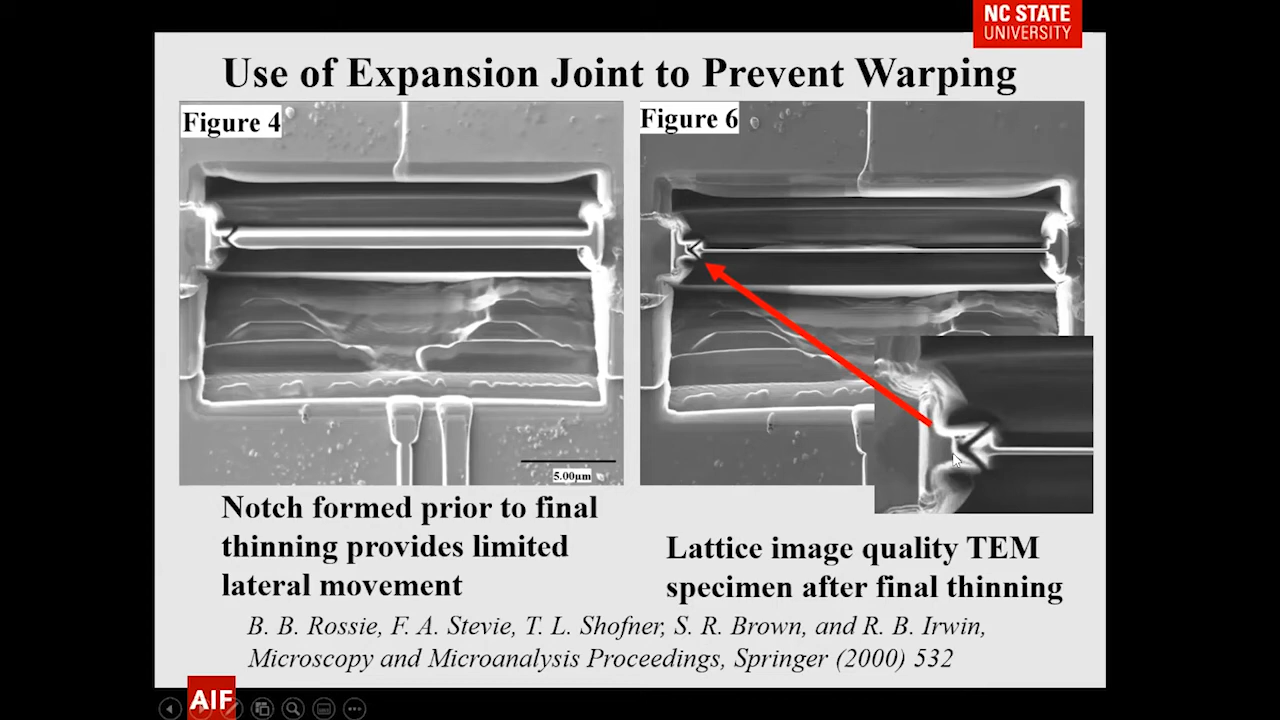 NC STATE
UNIVERSITY
Use of Expansion Joint to Prevent Warping
Figure 4
Figure 6
5.00µm
Notch formed prior to final
thinning provides limited
lateral movement
Lattice image quality TEM
specimen after final thinning
B. B. Rossie, F. A. Stevie, T. L. Shofner, S. R. Brown, and R. B. Irwin,
Microscopy and Microanalysis Proceedings, Springer (2000) 532
AIF